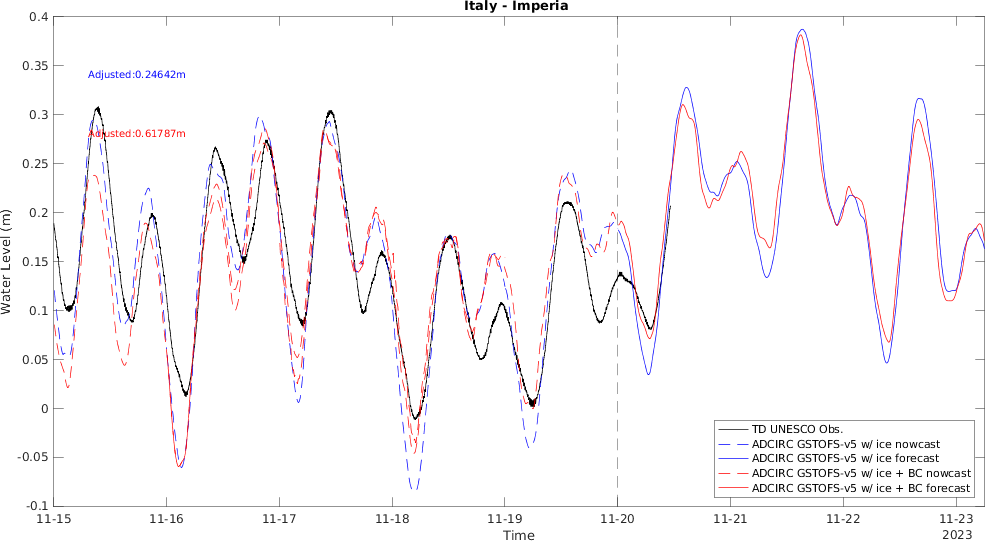 Italy - Imperia
0.4
0.35
0.3
0.25
0.2
0.15
0.1
0.05
0
-0.05
-0.1
Water Level (m)
Adjusted:0.24642m
Adjusted:0.61787m
TD UNESCO Obs.
ADCIRC GSTOFS-v5 w/ ice nowcast
ADCIRC GSTOFS-v5 w/ ice forecast
ADCIRC GSTOFS-v5 w/ ice + BC nowcast
ADCIRC GSTOFS-v5 w/ ice + BC forecast
11-15 11-16 11-17 11-18 11-19 11-20 11-21 11-22 11-23
Time
2023